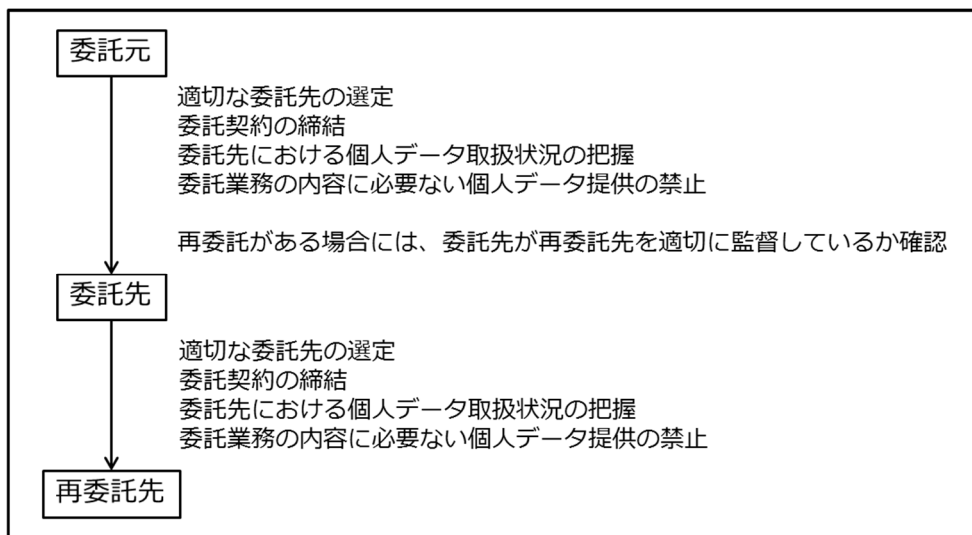 委託元
適切な委託先の選定
委託契約の締結
委託先における個人データ取扱状況の把握
委託業務の内容に必要ない個人データ提供の禁止
再委託がある場合には、委託先が再委託先を適切に監督しているか確認
委託先
適切な委託先の選定
委託契約の締結
委託先における個人データ取扱状況の把握
委託業務の内容に必要ない個人データ提供の禁止
再委託先